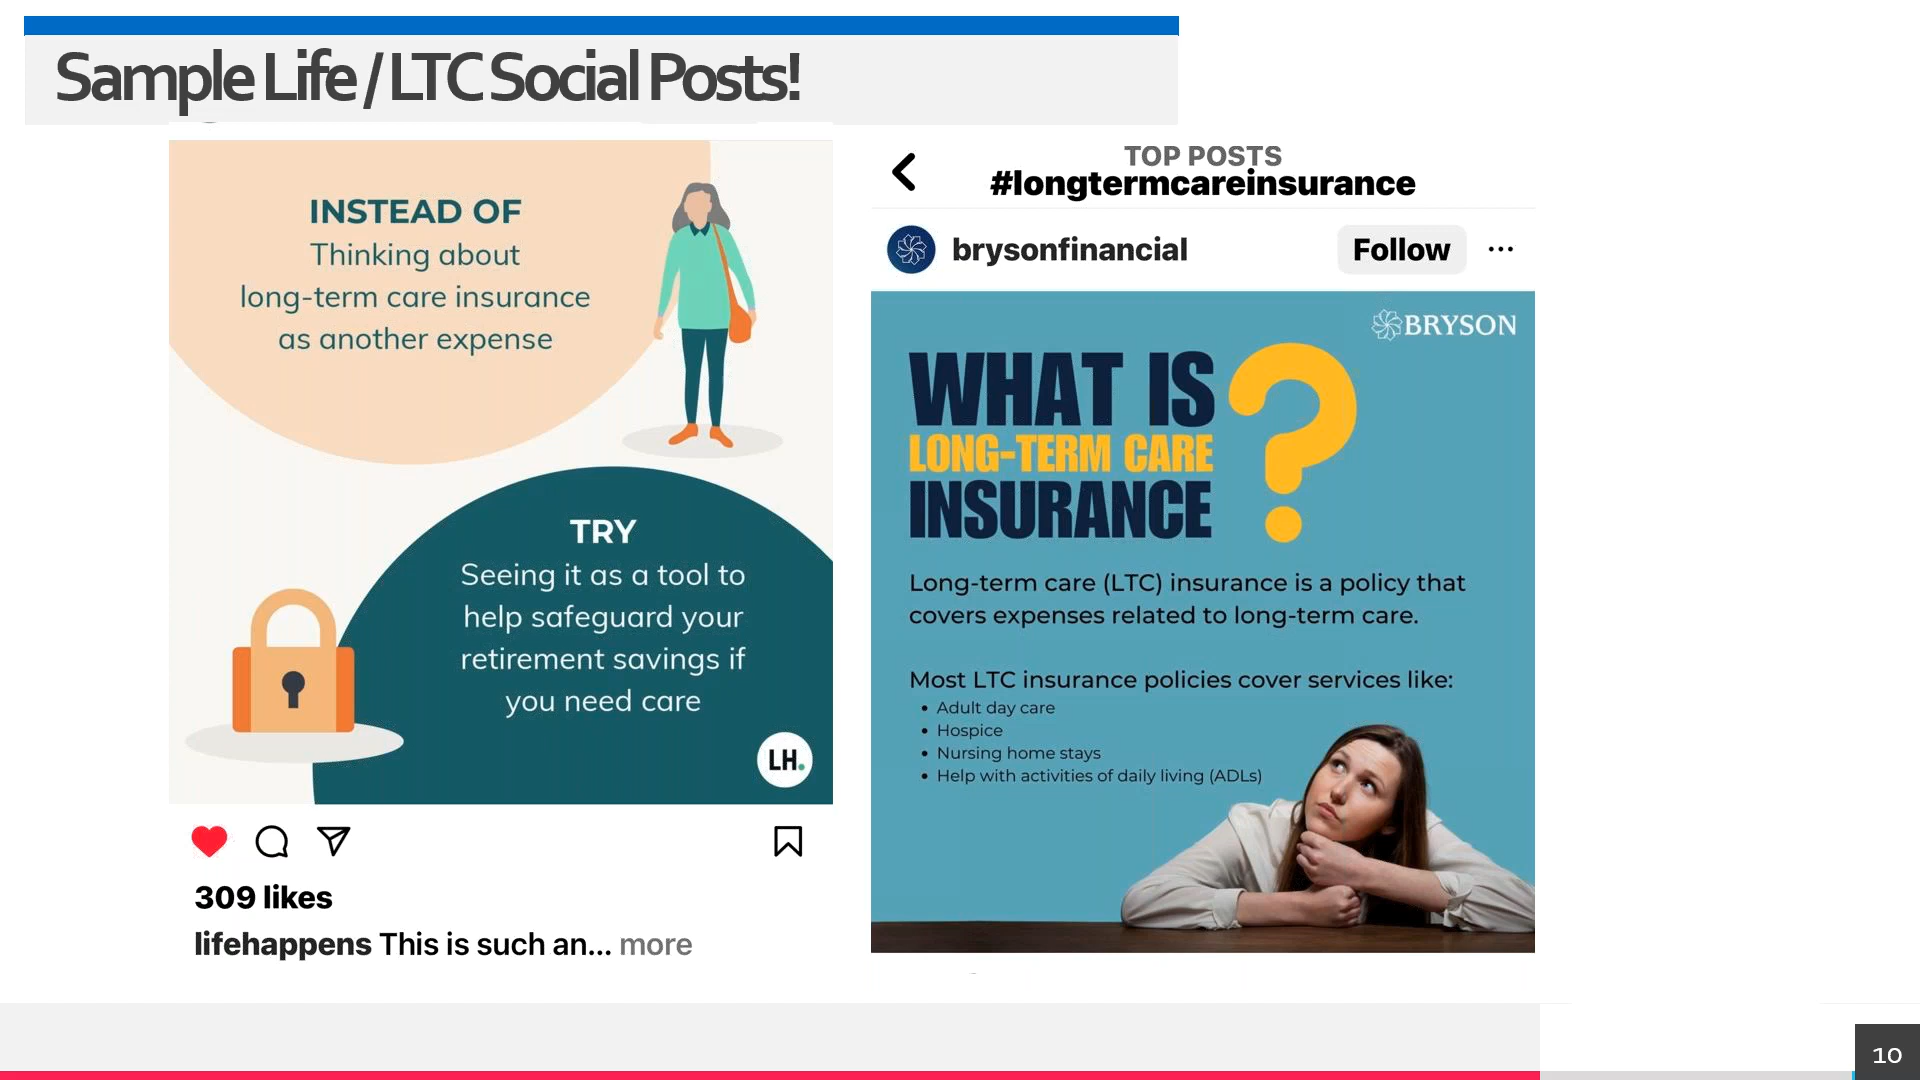 Sample Life / LTC Social Posts!
INSTEAD OF
Thinking about
long-term care insurance
as another expense
TRY
Seeing it as a tool to
help safeguard your
retirement savings if
you need care
LH.
309 likes
lifehappens This is such an... more
TOP POSTS
#longtermcareinsurance
brysonfinancial
Follow
...
BRYSON
WHAT IS
LONG-TERM CARE
INSURANCE ?
Long-term care (LTC) insurance is a policy that
covers expenses related to long-term care.
Most LTC insurance policies cover services like:
• Adult day care
• Hospice
• Nursing home stays
• Help with activities of daily living (ADLs)
10